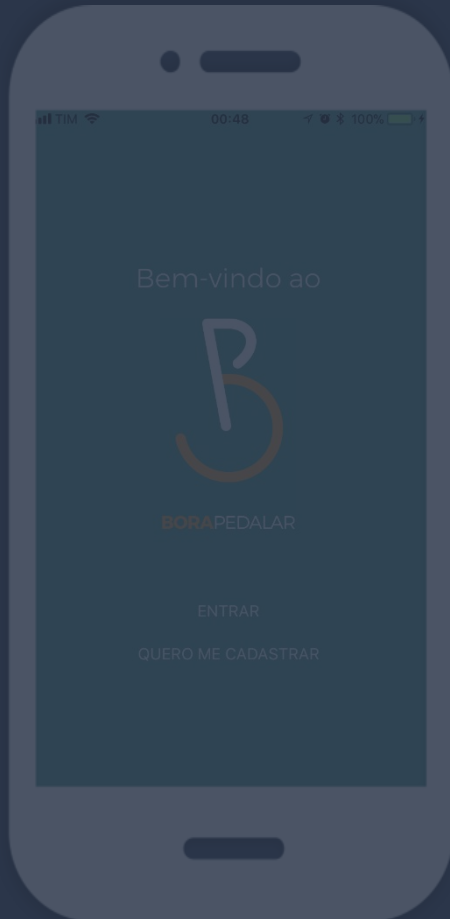 TIM 00:48 100%
Bem-vindo ao
BORAPEDALAR
ENTRAR
QUERO ME CADASTRAR